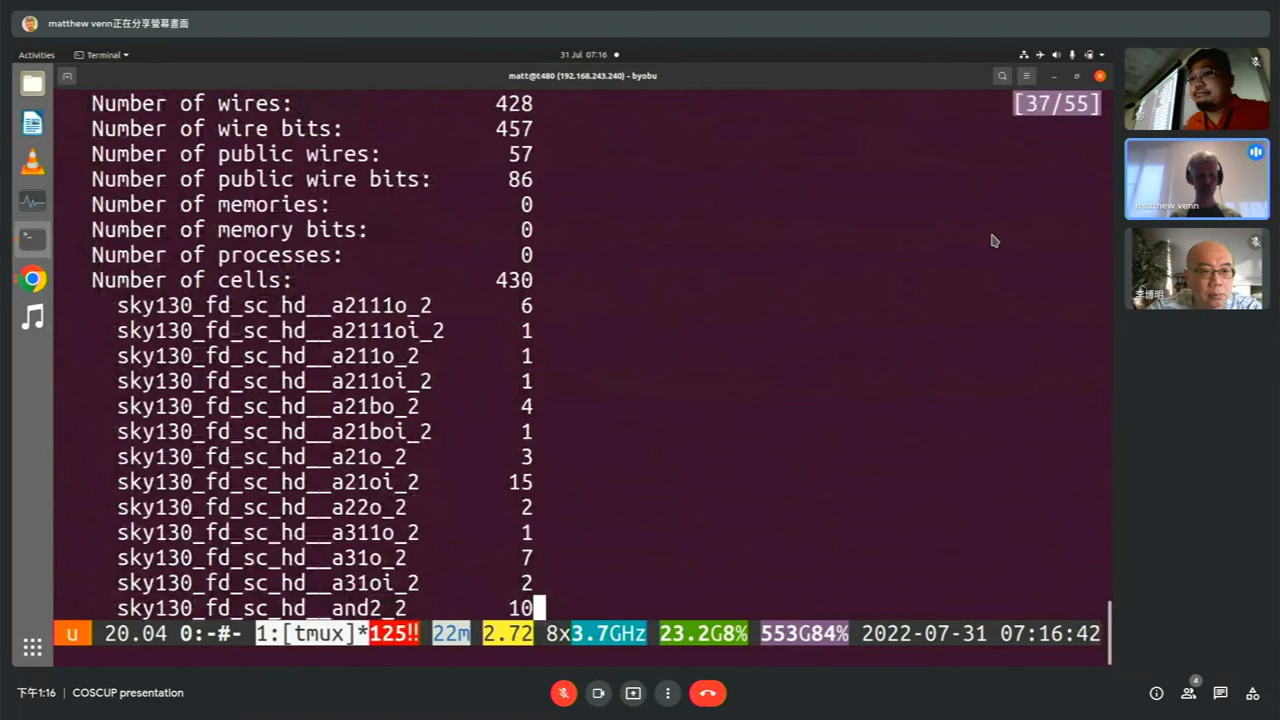 matthew venn正在分享螢幕畫面
Activities
Terminal
31 Jul 07:16
matt@t480 (192.168.243.240) - byobu
Number of wires: 428
[37/55]
Number of wire bits: 457
Number of public wires: 57
Number of public wire bits: 86
Number of memories: 0
Number of memory bits: 0
Number of processes: 0
Number of cells: 430
sky130_fd_sc_hd__a2111o_2 6
sky130_fd_sc_hd__a2111oi_2 1
sky130_fd_sc_hd__a211o_2 1
sky130_fd_sc_hd__a211oi_2 1
sky130_fd_sc_hd__a21bo_2 4
sky130_fd_sc_hd__a21boi_2 1
sky130_fd_sc_hd__a21o_2 3
sky130_fd_sc_hd__a21oi_2 15
sky130_fd_sc_hd__a22o_2 2
sky130_fd_sc_hd__a311o_2 1
sky130_fd_sc_hd__a31o_2 7
sky130_fd_sc_hd__a31oi_2 2
sky130_fd_sc_hd__and2_2 10
u 20.04 0:-#- 1:[tmux]*125!! 22m 2.72 8x3.7GHz 23.2G8% 553G84% 2022-07-31 07:16:42
你
matthew venn
李博明
下午1:16 | COSCUP presentation
4